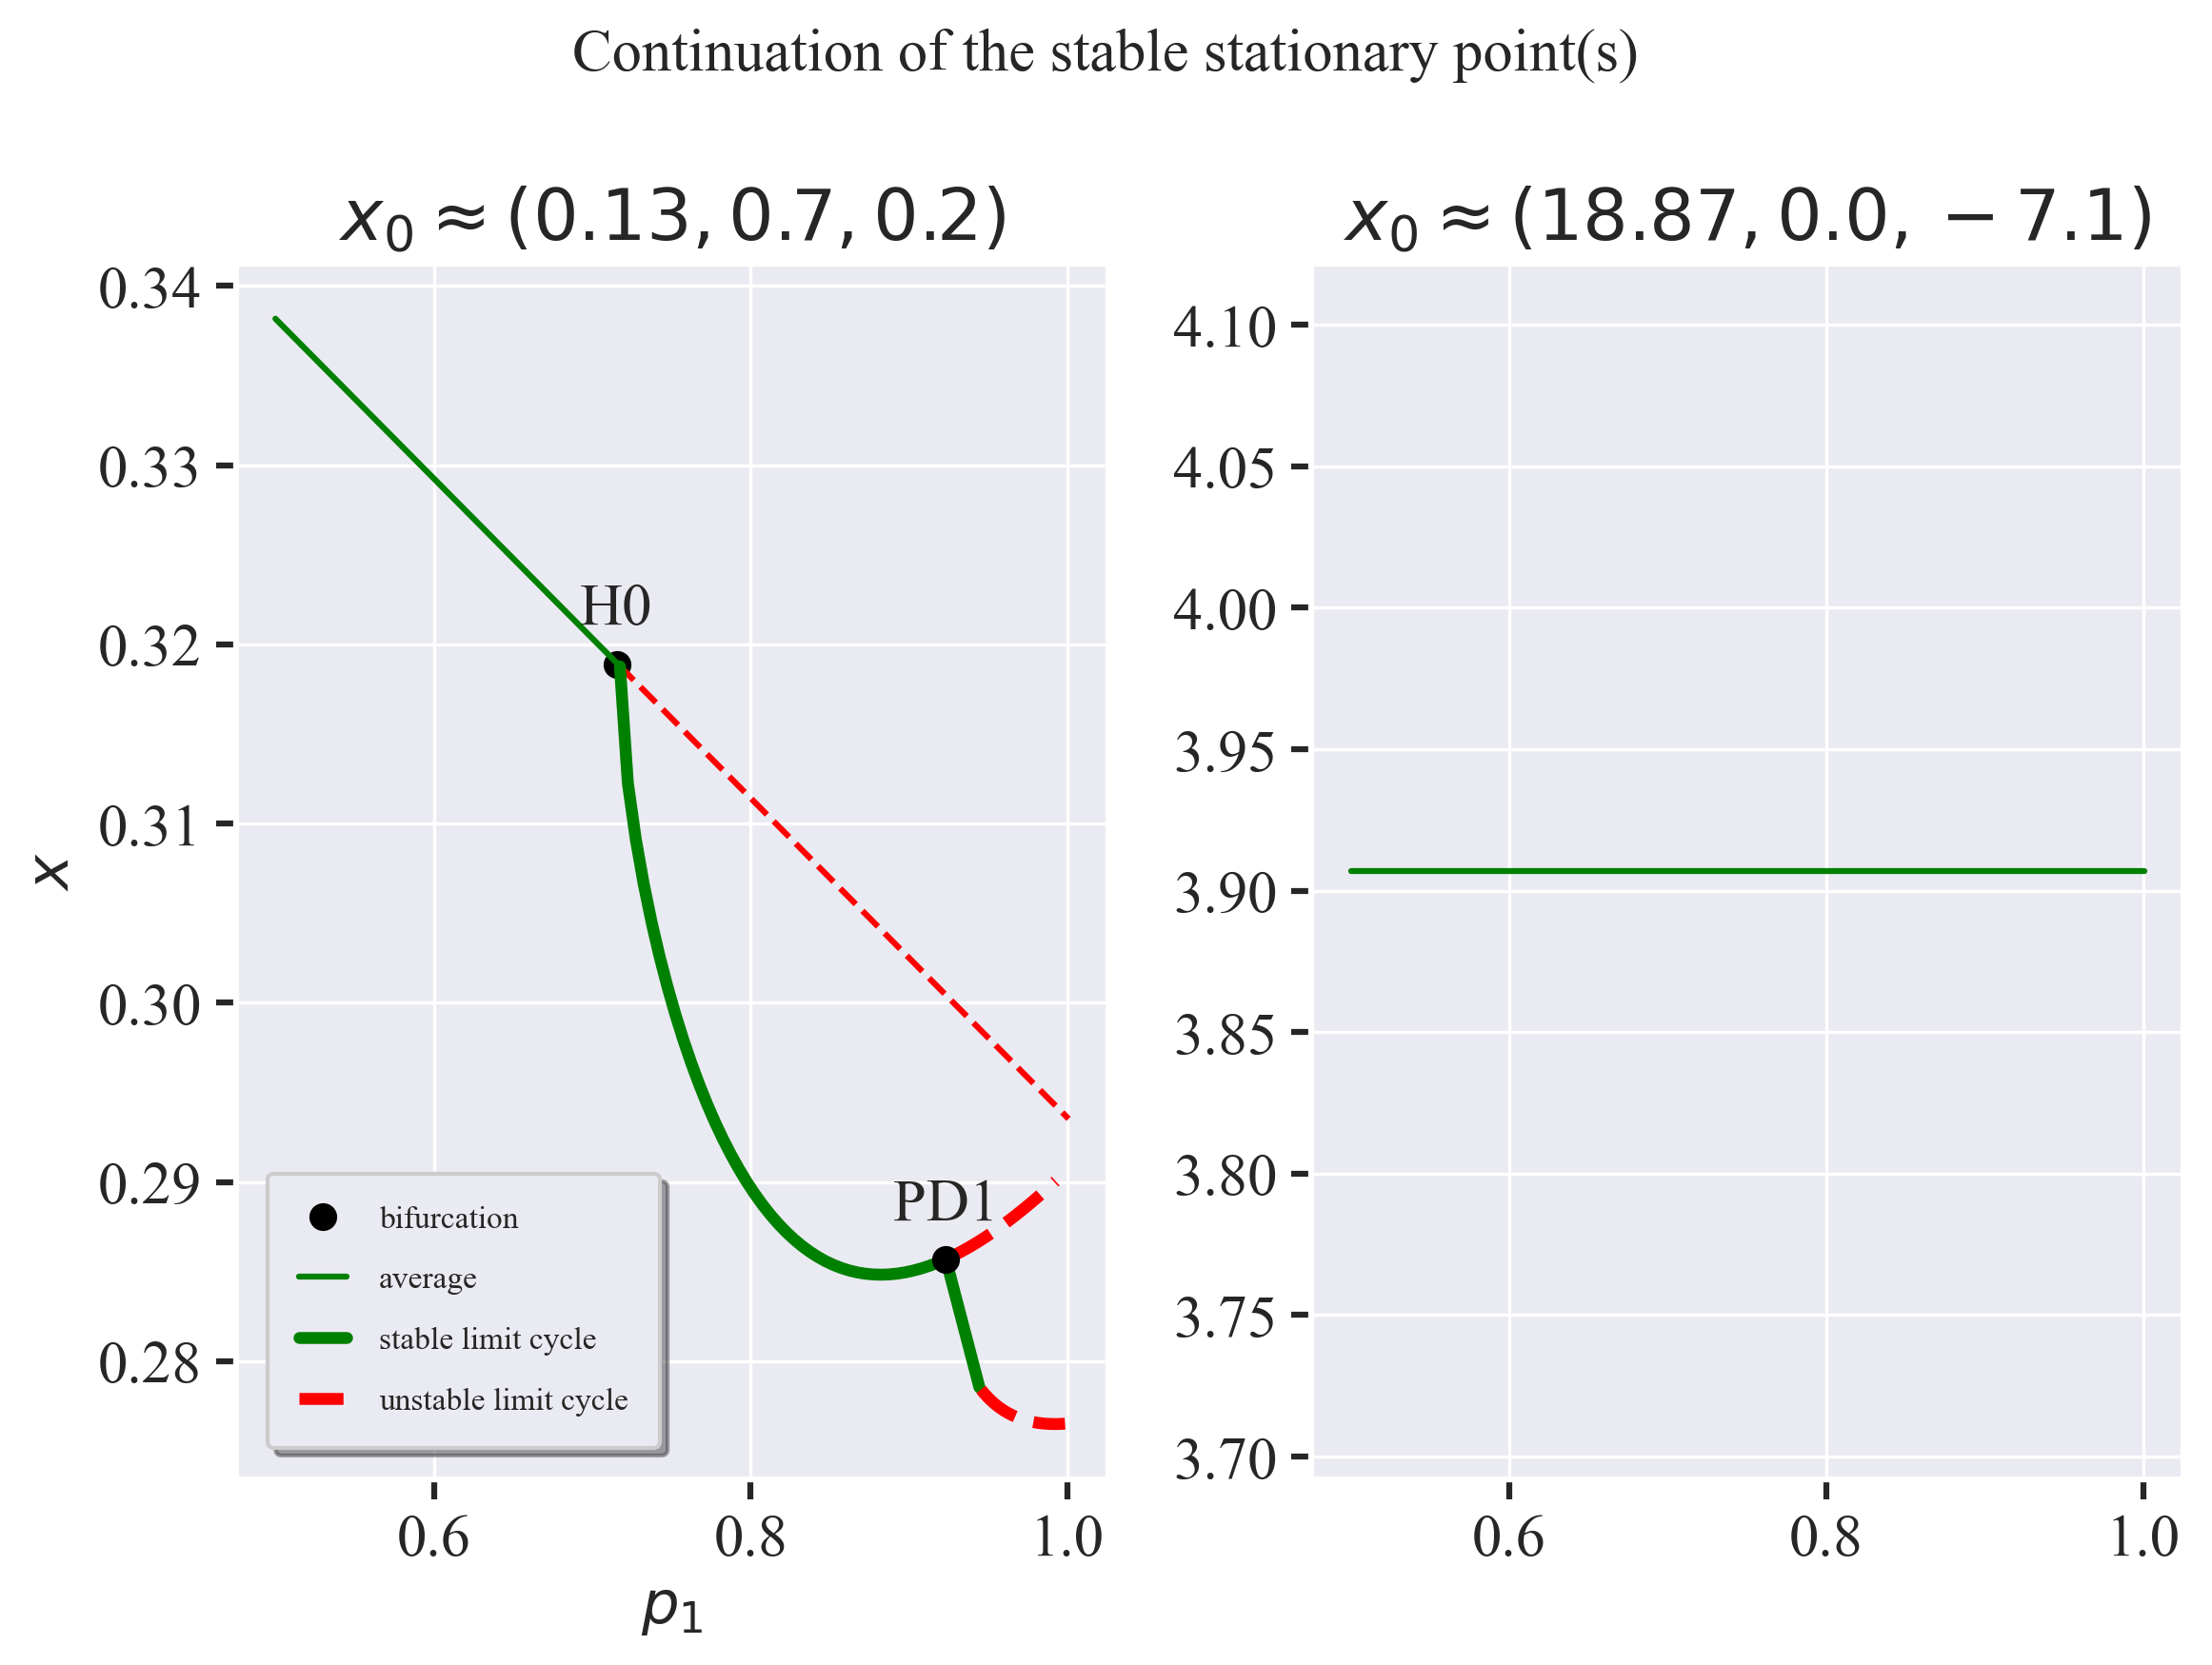 Continuation of the stable stationary point(s)
x₀ ≈ (0.13, 0.7, 0.2)
0.34
0.33
0.32
0.31
0.30
0.29
0.28
x
H0
PD1
bifurcation
average
stable limit cycle
unstable limit cycle
0.6 0.8 1.0
p₁
x₀ ≈ (18.87, 0.0, −7.1)
4.10
4.05
4.00
3.95
3.90
3.85
3.80
3.75
3.70
0.6 0.8 1.0